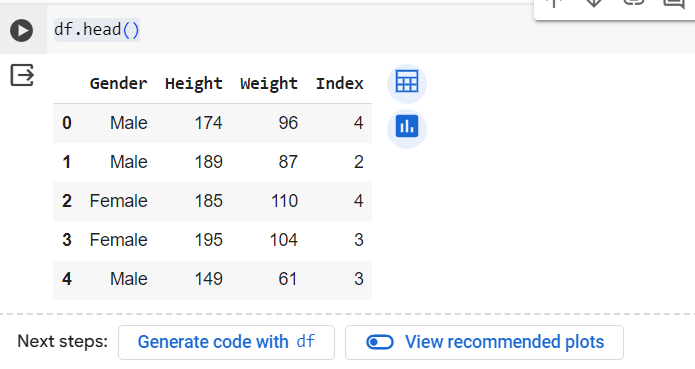 df.head()
Gender Height Weight Index
0 Male 174 96 4
1 Male 189 87 2
2 Female 185 110 4
3 Female 195 104 3
4 Male 149 61 3
Next steps: Generate code with df View recommended plots